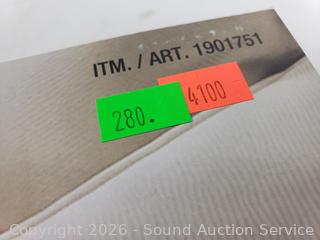 ITM. / ART. 1901751
4100
280.
Copyright 2026 - Sound Auction Service